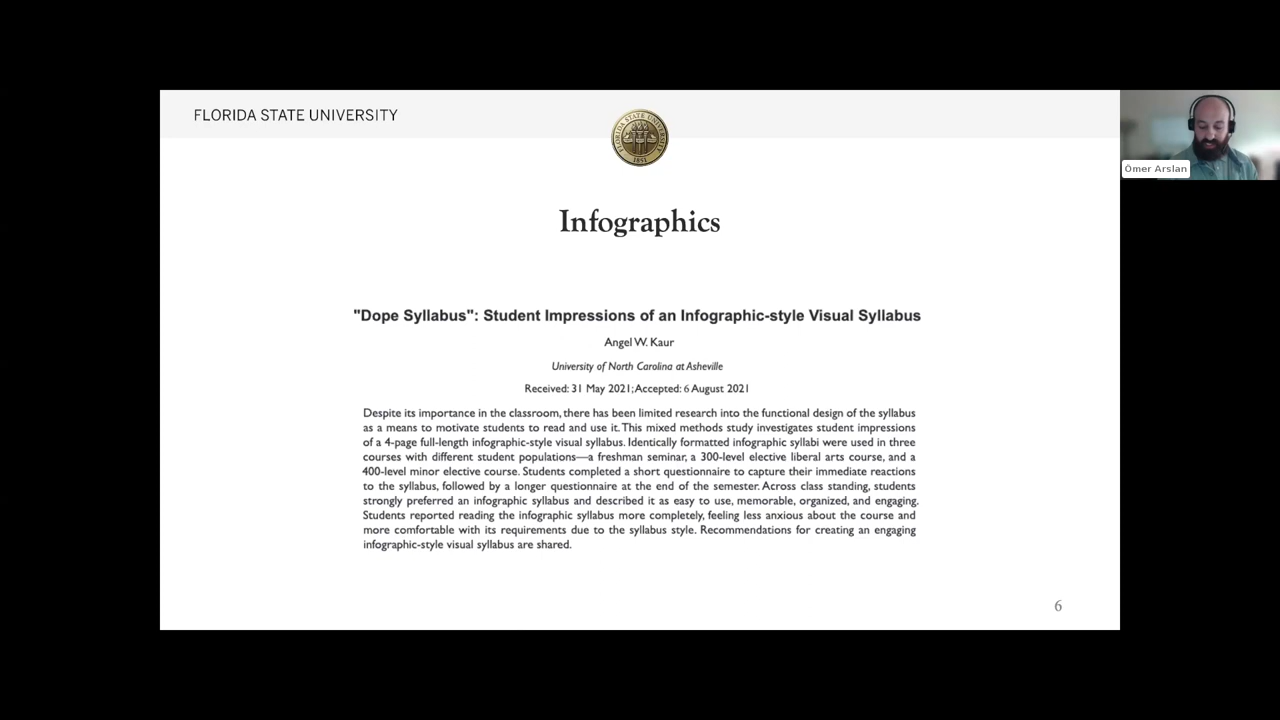 FLORIDA STATE UNIVERSITY
1851
Infographics
"Dope Syllabus": Student Impressions of an Infographic-style Visual Syllabus
Angel W. Kaur
University of North Carolina at Asheville
Received: 31 May 2021; Accepted: 6 August 2021
Despite its importance in the classroom, there has been limited research into the functional design of the syllabus
as a means to motivate students to read and use it. This mixed methods study investigates student impressions
of a 4-page full-length infographic-style visual syllabus. Identically formatted infographic syllabi were used in three
courses with different student populations—a freshman seminar, a 300-level elective liberal arts course, and a
400-level minor elective course. Students completed a short questionnaire to capture their immediate reactions
to the syllabus, followed by a longer questionnaire at the end of the semester. Across class standing, students
strongly preferred an infographic syllabus and described it as easy to use, memorable, organized, and engaging.
Students reported reading the infographic syllabus more completely, feeling less anxious about the course and
more comfortable with its requirements due to the syllabus style. Recommendations for creating an engaging
infographic-style visual syllabus are shared.
6
Ömer Arslan